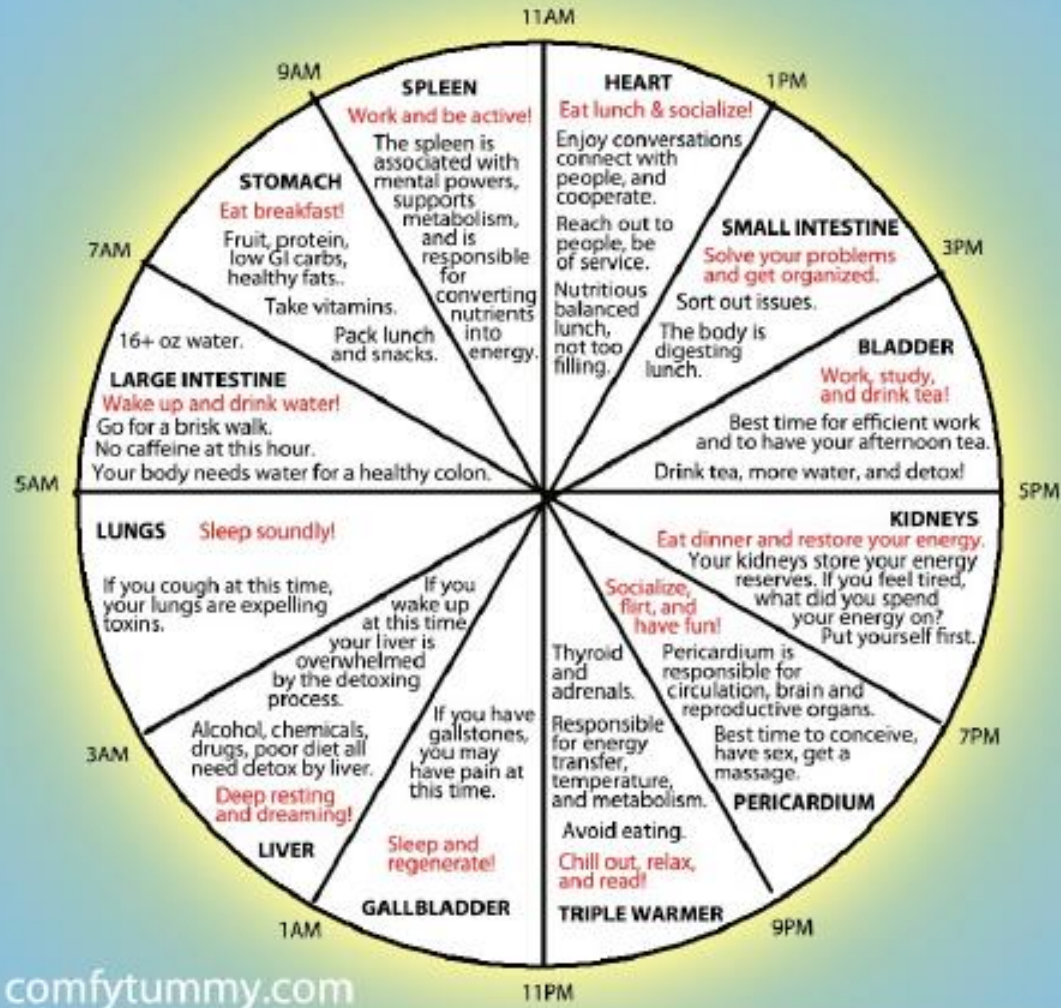 11AM
HEART
Eat lunch & socialize!
Enjoy conversations
connect with
people, and
cooperate.
Reach out to
people, be
of service.
Nutritious
balanced
lunch,
not too
filling.
1PM
SMALL INTESTINE
Solve your problems
and get organized.
Sort out issues.
The body is
digesting
lunch.
3PM
BLADDER
Work, study,
and drink tea!
Best time for efficient work
and to have your afternoon tea.
Drink tea, more water, and detox!
5PM
KIDNEYS
Eat dinner and restore your energy.
Your kidneys store your energy
reserves. If you feel tired,
what did you spend
your energy on?
Put yourself first.
7PM
Socialize,
flirt, and
have fun!
Pericardium is
responsible for
circulation, brain and
reproductive organs.
Best time to conceive,
have sex, get a
massage.
PERICARDIUM
9PM
Thyroid
and
adrenals.
Responsible
for energy
transfer,
temperature,
and metabolism.
Avoid eating.
Chill out, relax,
and read!
TRIPLE WARMER
11PM
If you have
gallstones,
you may
have pain at
this time.
Sleep and
regenerate!
GALLBLADDER
1AM
If you
wake up
at this time
your liver is
overwhelmed
by the detoxing
process.
Alcohol, chemicals,
drugs, poor diet all
need detox by liver.
Deep resting
and dreaming!
LIVER
3AM
LUNGS Sleep soundly!
If you cough at this time,
your lungs are expelling
toxins.
5AM
16+ oz water.
LARGE INTESTINE
Wake up and drink water!
Go for a brisk walk.
No caffeine at this hour.
Your body needs water for a healthy colon.
7AM
STOMACH
Eat breakfast!
Fruit, protein,
low GI carbs,
healthy fats..
Take vitamins.
Pack lunch
and snacks.
9AM
SPLEEN
Work and be active!
The spleen is
associated with
mental powers,
supports
metabolism,
and is
responsible
for
converting
nutrients
into
energy.
comfytummy.com